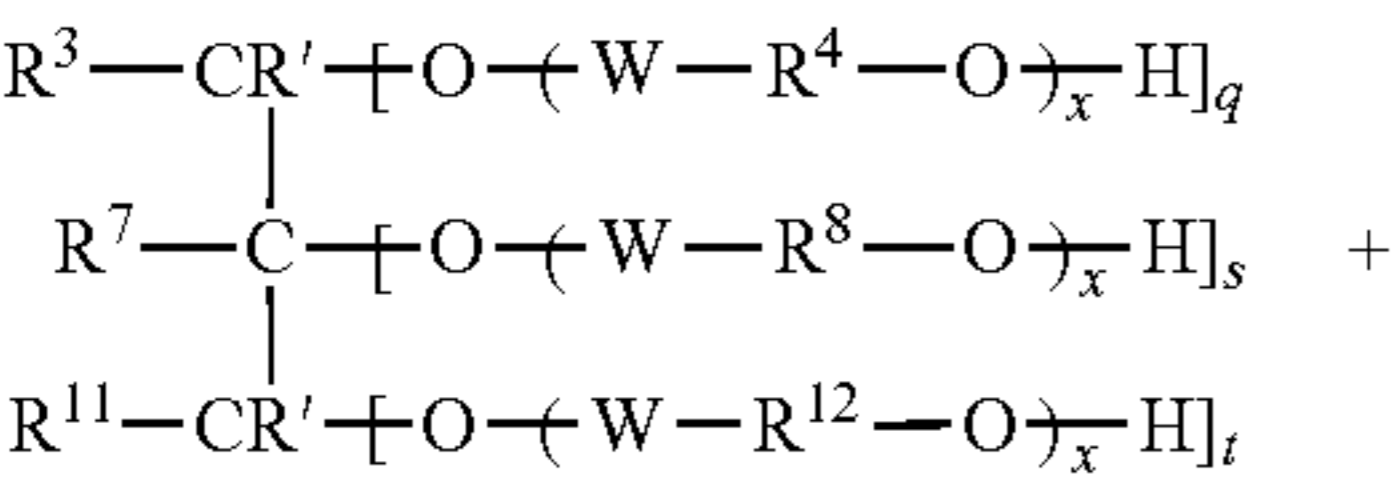 R³—CR′—[O—(W—R⁴—O)ₓ—H]q
R⁷—C—[O—(W—R⁸—O)ₓ—H]ₛ +
R¹¹—CR′—[O—(W—R¹²—O)ₓ—H]ₜ